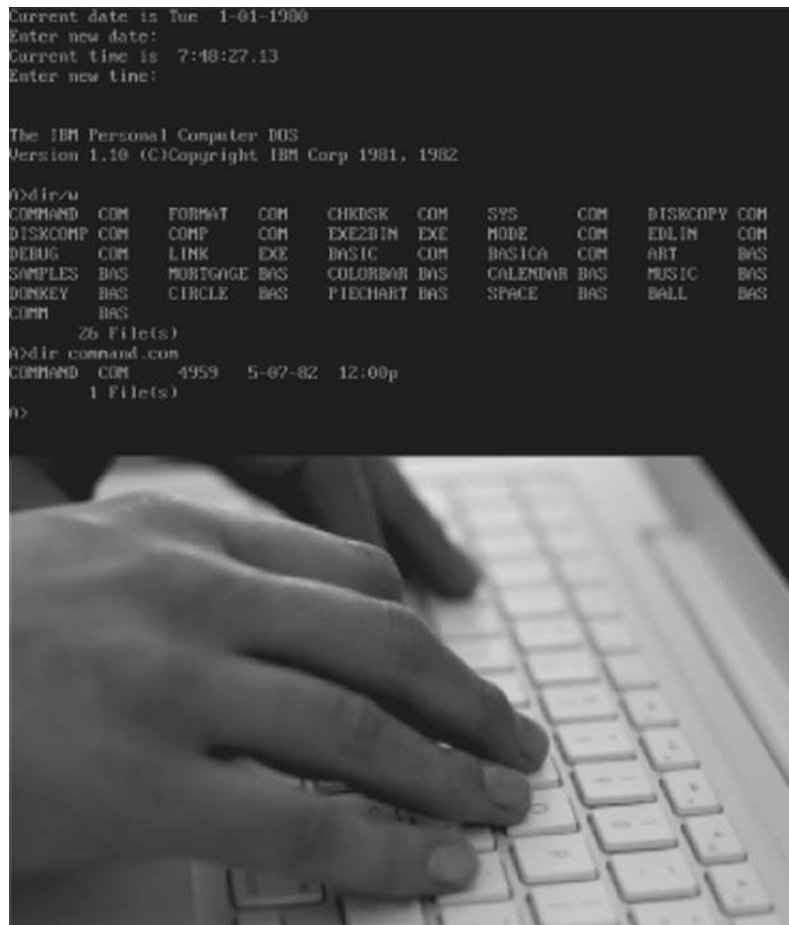 Current date is Tue  1-01-1980
Enter new date:
Current time is  7:48:27.13
Enter new time:
The IBM Personal Computer DOS
Version 1.10 (C)Copyright IBM Corp 1981, 1982
A>dir/w
COMMAND  COM    FORMAT   COM    CHKDSK   COM    SYS      COM    DISKCOPY COM
DISKCOMP COM    COMP     COM    EXE2BIN  EXE    MODE     COM    EDLIN    COM
DEBUG    COM    LINK     EXE    BASIC    COM    BASICA   COM    ART      BAS
SAMPLES  BAS    MORTGAGE BAS    COLORBAR BAS    CALENDAR BAS    MUSIC    BAS
DONKEY   BAS    CIRCLE   BAS    PIECHART BAS    SPACE    BAS    BALL     BAS
COMM     BAS
26 File(s)
A>dir command.com
COMMAND  COM     4959   5-07-82  12:00p
1 File(s)
A>